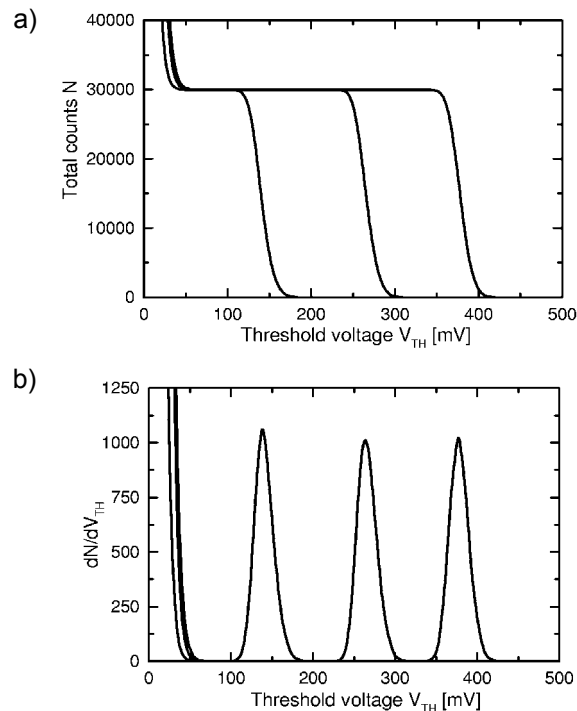 a)
40000
30000
20000
10000
0
Total counts N
0 100 200 300 400 500
Threshold voltage V_TH [mV]
b)
1250
1000
750
500
250
0
dN/dV_TH
0 100 200 300 400 500
Threshold voltage V_TH [mV]